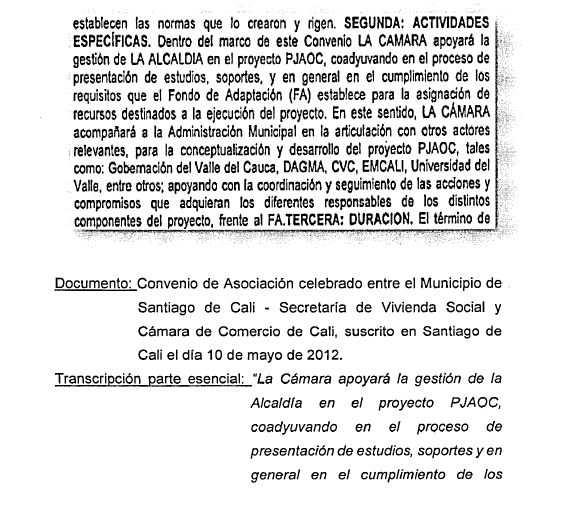 establecen las normas que lo crearon y rigen. SEGUNDA: ACTIVIDADES
ESPECÍFICAS. Dentro del marco de este Convenio LA CAMARA apoyará la
gestión de LA ALCALDIA en el proyecto PJAOC, coadyuvando en el proceso de
presentación de estudios, soportes, y en general en el cumplimiento de los
requisitos que el Fondo de Adaptación (FA) establece para la asignación de
recursos destinados a la ejecución del proyecto. En este sentido, LA CÁMARA
acompañará a la Administración Municipal en la articulación con otros actores
relevantes, para la conceptualización y desarrollo del proyecto PJAOC, tales
como: Gobernación del Valle del Cauca, DAGMA, CVC, EMCALI, Universidad del
Valle, entre otros; apoyando con la coordinación y seguimiento de las acciones y
compromisos que adquieran los diferentes responsables de los distintos
componentes del proyecto, frente al FA.TERCERA: DURACION. El término de
Documento: Convenio de Asociación celebrado entre el Municipio de
Santiago de Cali - Secretaría de Vivienda Social y
Cámara de Comercio de Cali, suscrito en Santiago de
Cali el día 10 de mayo de 2012.
Transcripción parte esencial: "La Cámara apoyará la gestión de la
Alcaldía en el proyecto PJAOC,
coadyuvando en el proceso de
presentación de estudios, soportes y en
general en el cumplimiento de los